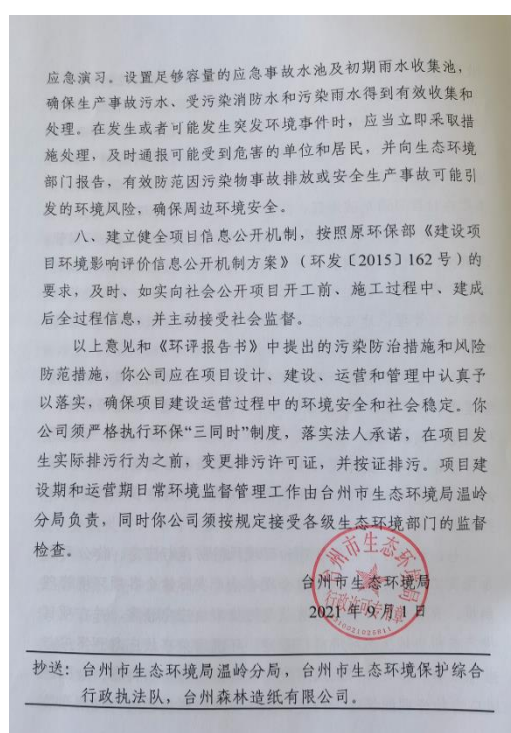 应急演习。设置足够容量的应急事故水池及初期雨水收集池，
确保生产事故污水、受污染消防水和污染雨水得到有效收集和
处理。在发生或者可能发生突发环境事件时，应当立即采取措
施处理，及时通报可能受到危害的单位和居民，并向生态环境
部门报告，有效防范因污染物事故排放或安全生产事故可能引
发的环境风险，确保周边环境安全。
八、建立健全项目信息公开机制，按照原环保部《建设项
目环境影响评价信息公开机制方案》（环发〔2015〕162号）的
要求，及时、如实向社会公开项目开工前、施工过程中、建成
后全过程信息，并主动接受社会监督。
以上意见和《环评报告书》中提出的污染防治措施和风险
防范措施，你公司应在项目设计、建设、运营和管理中认真予
以落实，确保项目建设运营过程中的环境安全和社会稳定。你
公司须严格执行环保“三同时”制度，落实法人承诺，在项目发
生实际排污行为之前，变更排污许可证，并按证排污。项目建
设期和运营期日常环境监督管理工作由台州市生态环境局温岭
分局负责，同时你公司须按规定接受各级生态环境部门的监督
检查。
台州市生态环境局
行政许可专用章
台州市生态环境局
2021年9月1日
抄送：台州市生态环境局温岭分局，台州市生态环境保护综合
行政执法队，台州森林造纸有限公司。